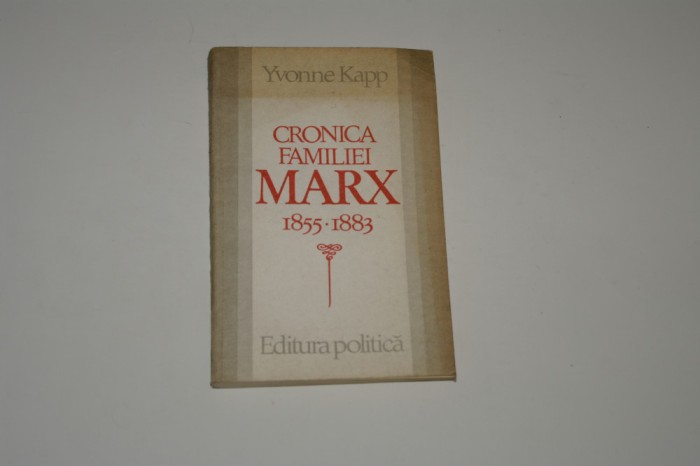 Yvonne Kapp
CRONICA
FAMILIEI
MARX
1855·1883
Editura politică